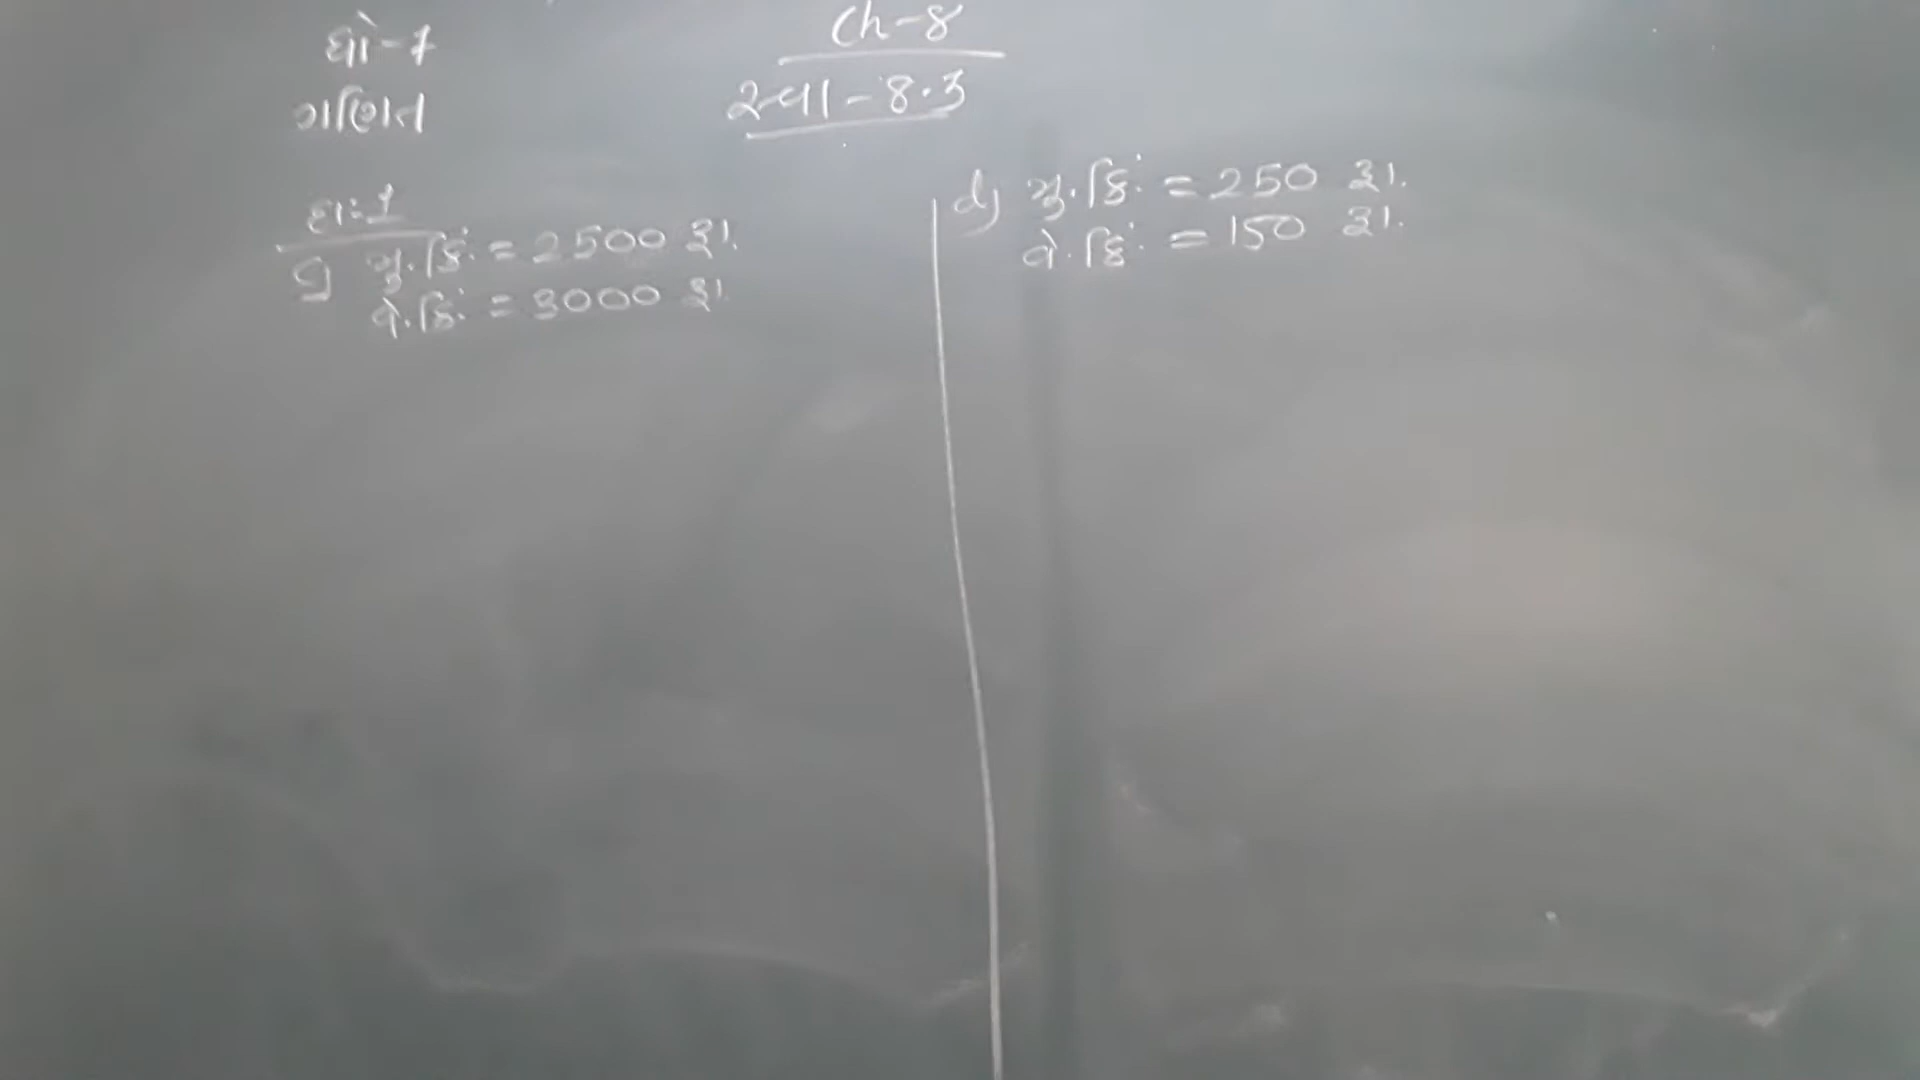 ધો-7
ગણિત
Ch-8
સ્વા-8.3
દા:1
c) મુ.કિં. = 2500 રૂા.
વે.કિં. = 3000 રૂા.
d) મુ.કિં. = 250 રૂા.
વે.કિં. = 150 રૂા.